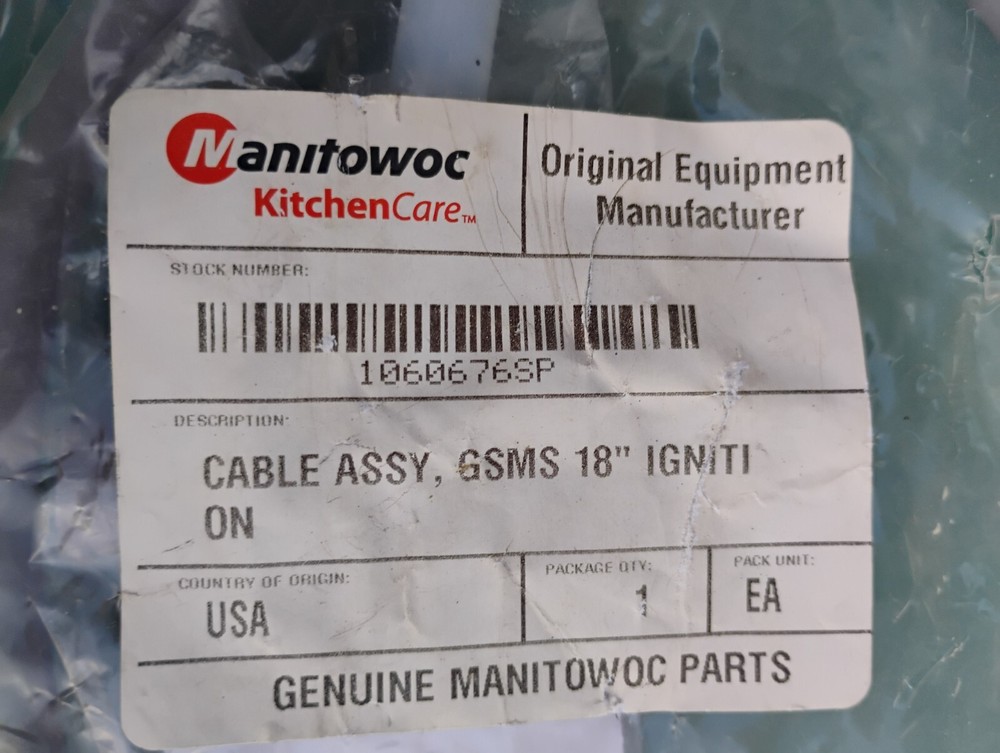 Manitowoc
KitchenCare™
Original Equipment
Manufacturer
STOCK NUMBER:
1060676SP
DESCRIPTION:
CABLE ASSY, GSMS 18" IGNITI
ON
COUNTRY OF ORIGIN:
USA
PACKAGE QTY:
1
PACK UNIT:
EA
GENUINE MANITOWOC PARTS